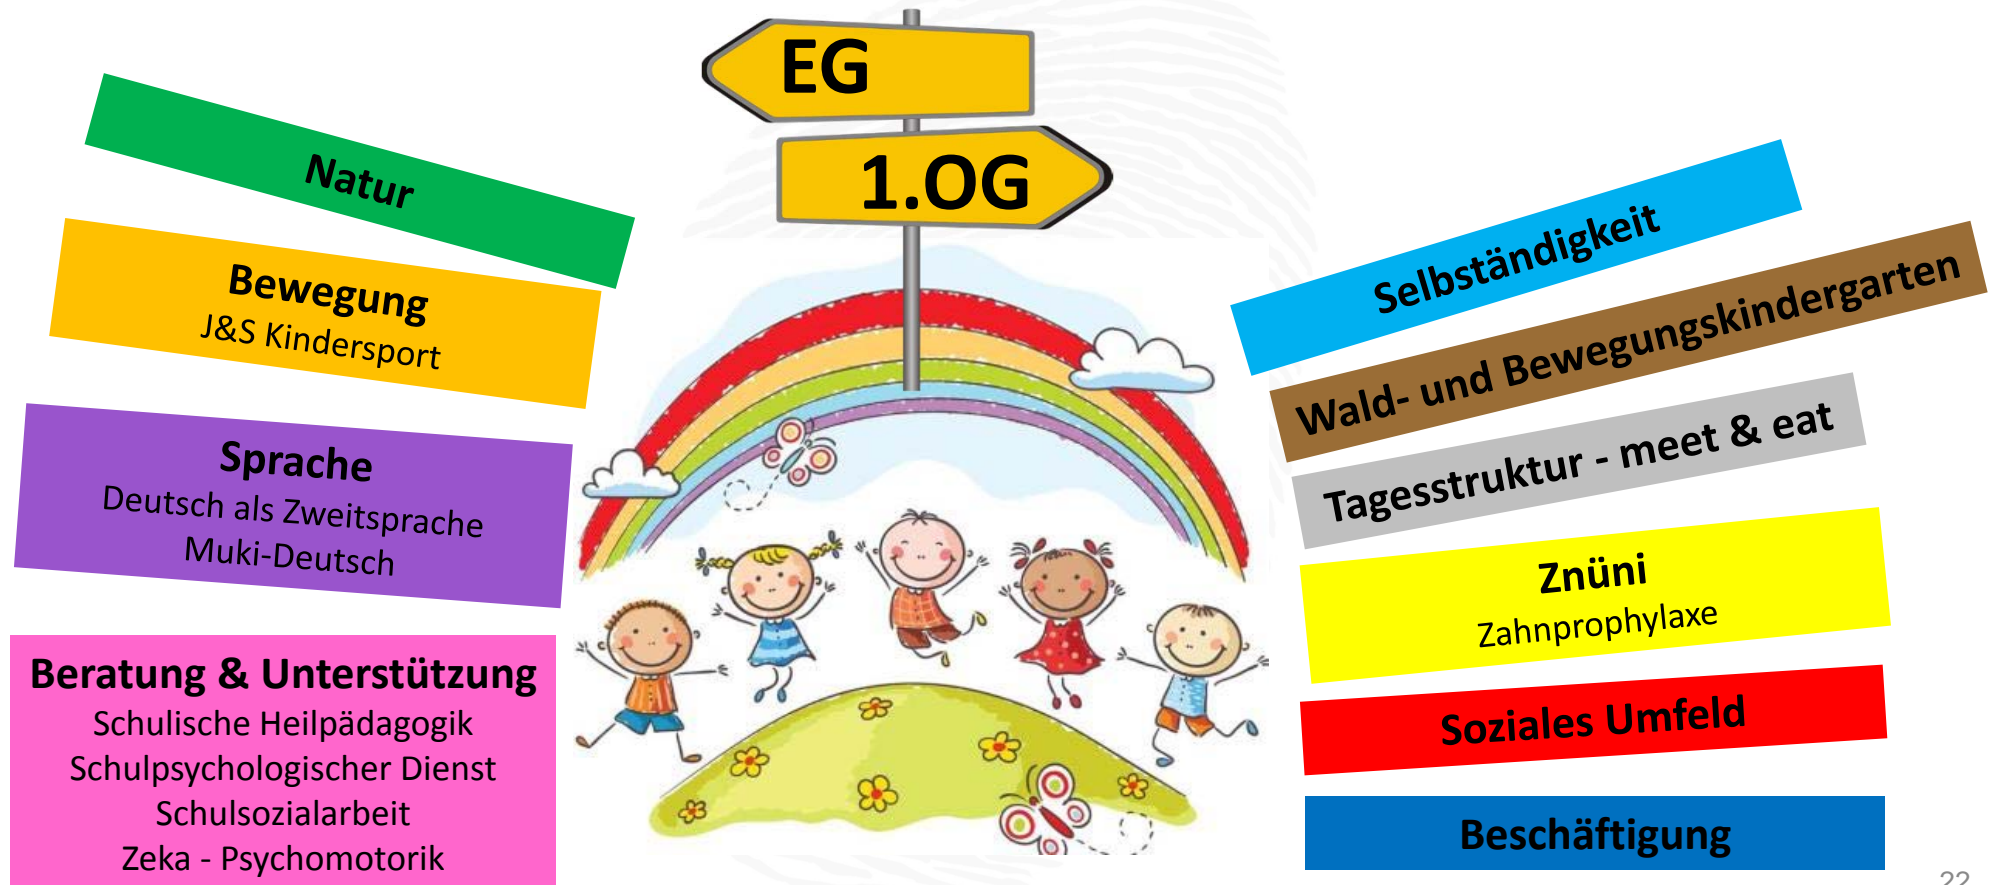 EG
1.OG
Natur
Bewegung
J&S Kindersport
Sprache
Deutsch als Zweitsprache
Muki-Deutsch
Beratung & Unterstützung
Schulische Heilpädagogik
Schulpsychologischer Dienst
Schulsozialarbeit
Zeka - Psychomotorik
Selbständigkeit
Wald- und Bewegungskindergarten
Tagesstruktur - meet & eat
Znüni
Zahnprophylaxe
Soziales Umfeld
Beschäftigung
22